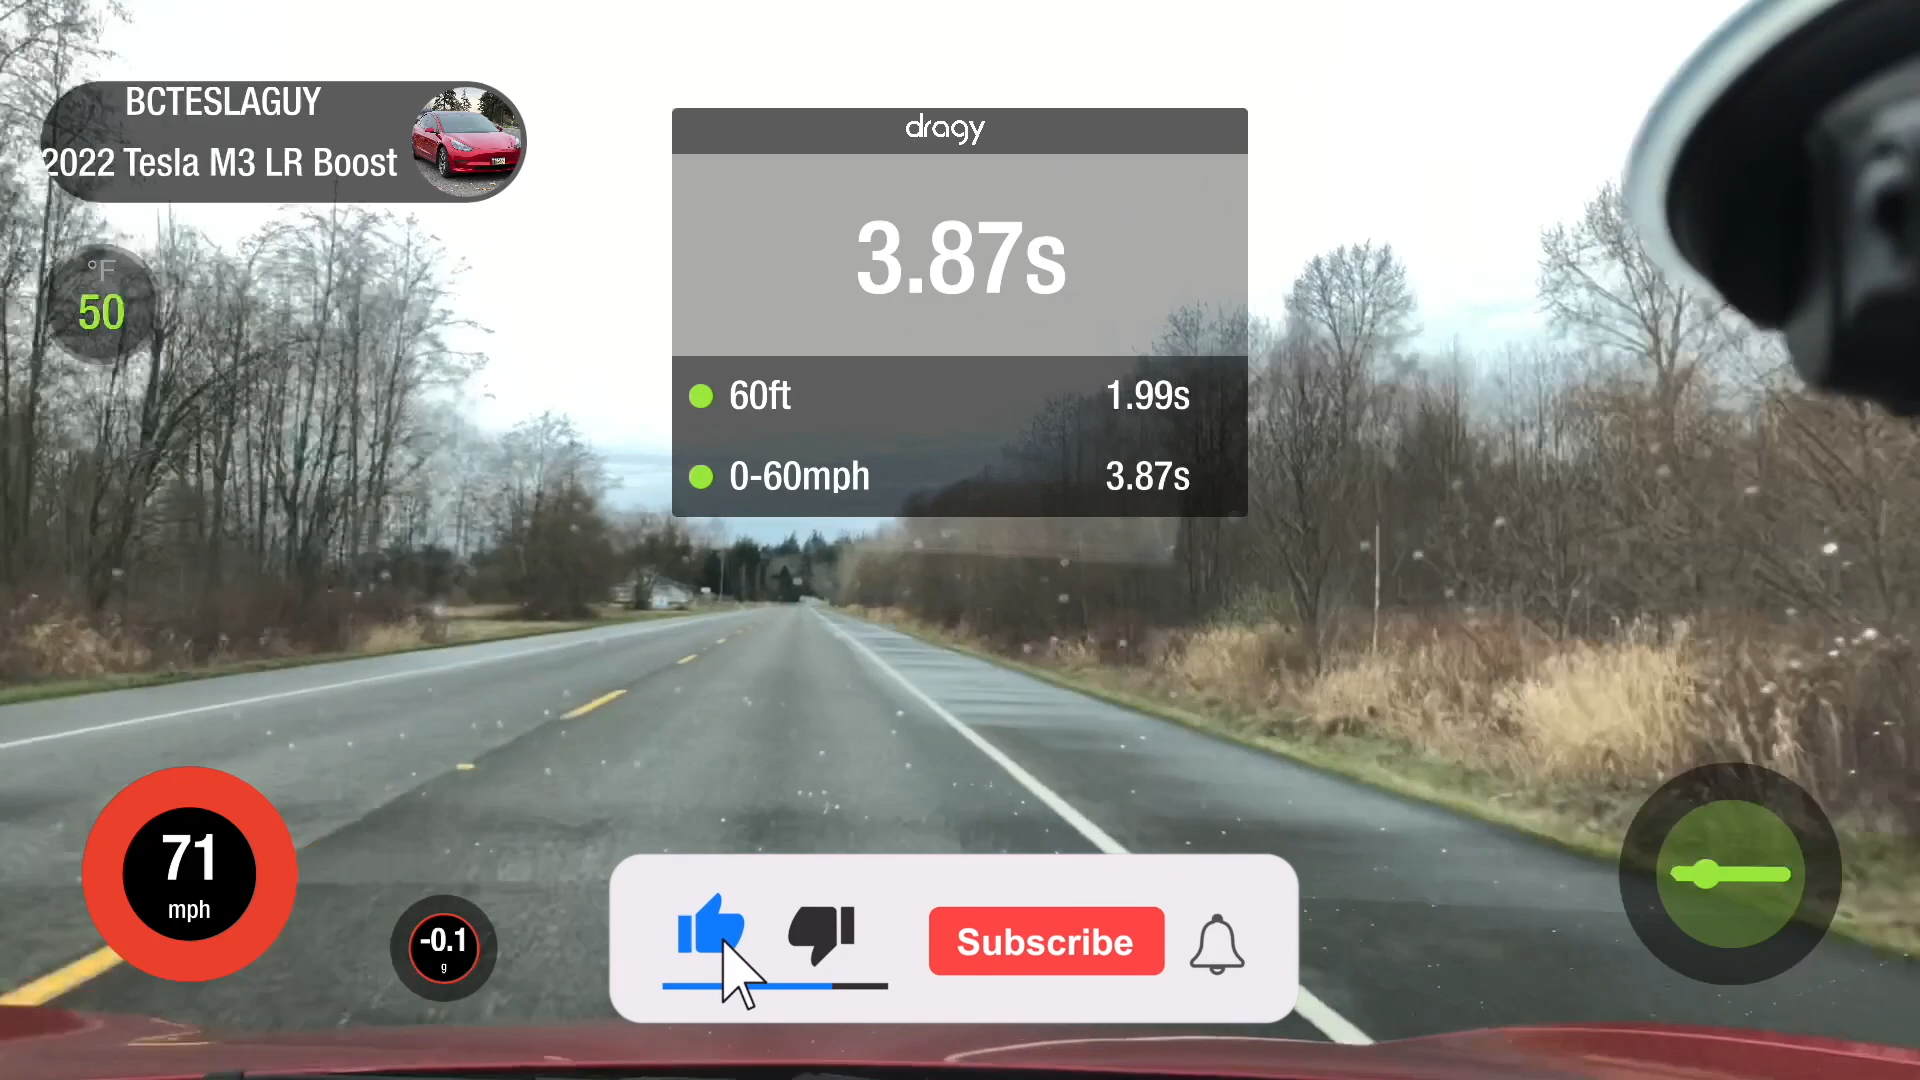 BCTESLAGUY
2022 Tesla M3 LR Boost
°F
50
dragy
3.87s
60ft 1.99s
0-60mph 3.87s
71
mph
-0.1
g
Subscribe